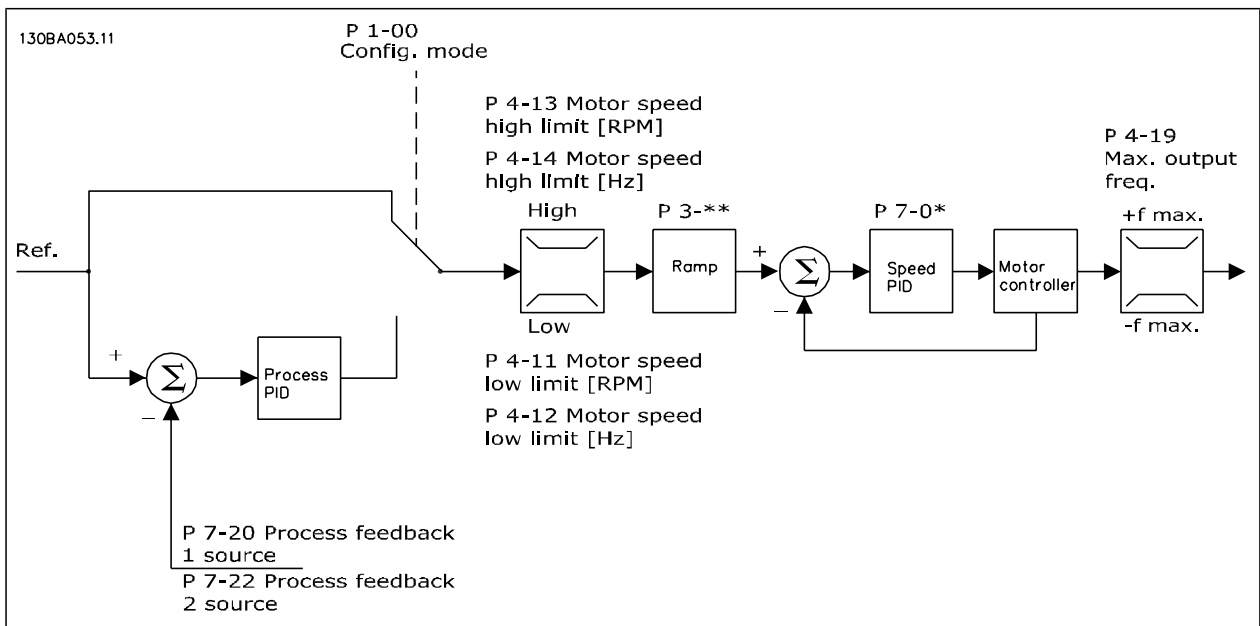 130BA053.11
P 1-00
Config. mode
P 4-13 Motor speed
high limit [RPM]
P 4-14 Motor speed
high limit [Hz]
P 4-19
Max. output
freq.
High
P 3-**
P 7-0*
+f max.
Ref.
Ramp
+
Σ
−
Speed
PID
Motor
controller
Low
-f max.
+
Σ
−
Process
PID
P 4-11 Motor speed
low limit [RPM]
P 4-12 Motor speed
low limit [Hz]
P 7-20 Process feedback
1 source
P 7-22 Process feedback
2 source